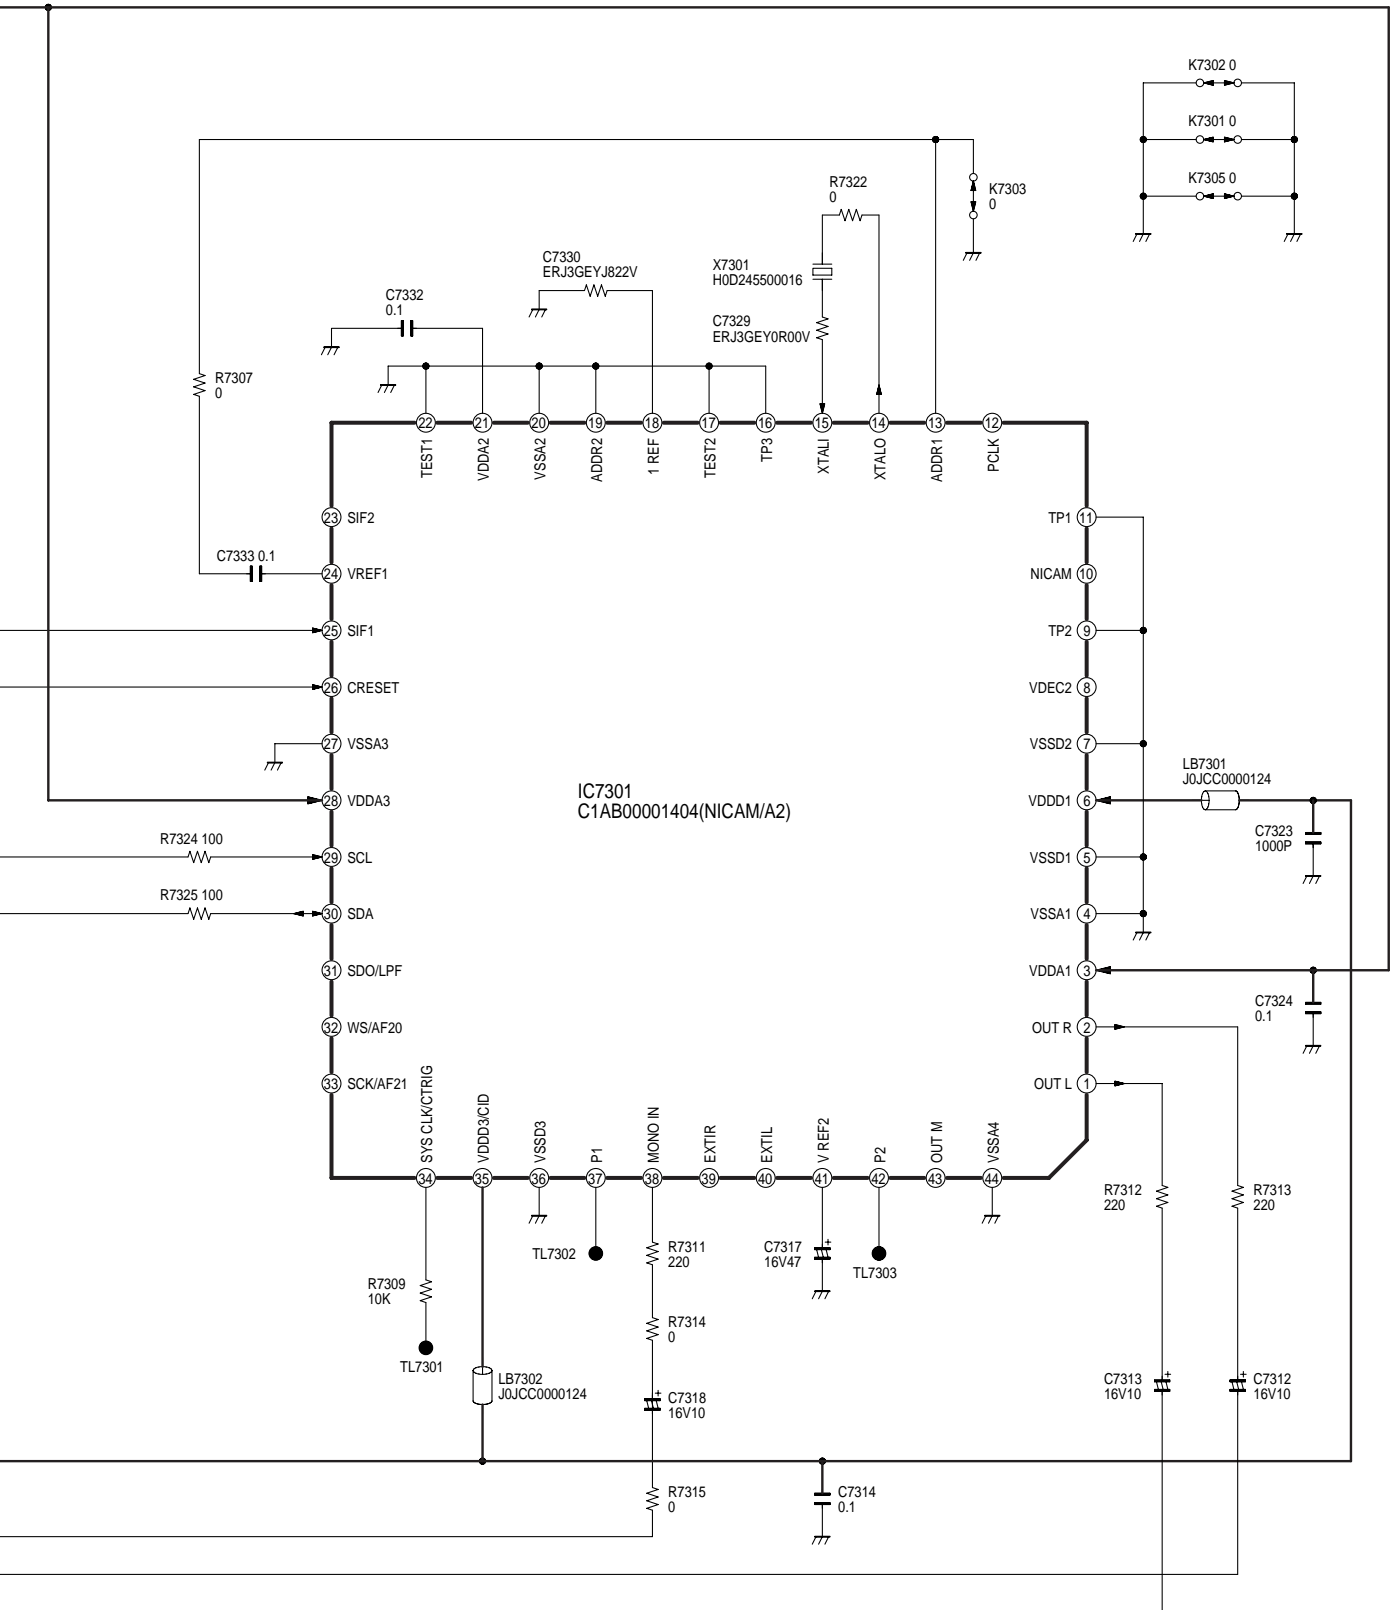 K7302 0
K7301 0
K7305 0
R7322
0
K7303
0
C7330
ERJ3GEYJ822V
X7301
H0D245500016
C7332
0.1
C7329
ERJ3GEY0R00V
R7307
0
22 21 20 19 18 17 16 15 14 13 12
TEST1
VDDA2
VSSA2
ADDR2
1 REF
TEST2
TP3
XTALI
XTALO
ADDR1
PCLK
23 SIF2
TP1 11
C7333 0.1
24 VREF1
NICAM 10
25 SIF1
TP2 9
26 CRESET
VDEC2 8
27 VSSA3
VSSD2 7
LB7301
J0JCC0000124
IC7301
C1AB00001404(NICAM/A2)
28 VDDA3
VDDD1 6
C7323
1000P
R7324 100
29 SCL
VSSD1 5
R7325 100
30 SDA
VSSA1 4
31 SDO/LPF
VDDA1 3
C7324
0.1
32 WS/AF20
OUT R 2
33 SCK/AF21
OUT L 1
SYS CLK/CTRIG
VDDD3/CID
VSSD3
P1
MONO IN
EXTIR
EXTIL
V REF2
P2
OUT M
VSSA4
34 35 36 37 38 39 40 41 42 43 44
R7312
220
R7313
220
TL7302
R7311
220
C7317
16V47
+
TL7303
R7309
10K
R7314
0
TL7301
LB7302
J0JCC0000124
+
C7318
16V10
C7313
16V10
+
+
C7312
16V10
R7315
0
C7314
0.1